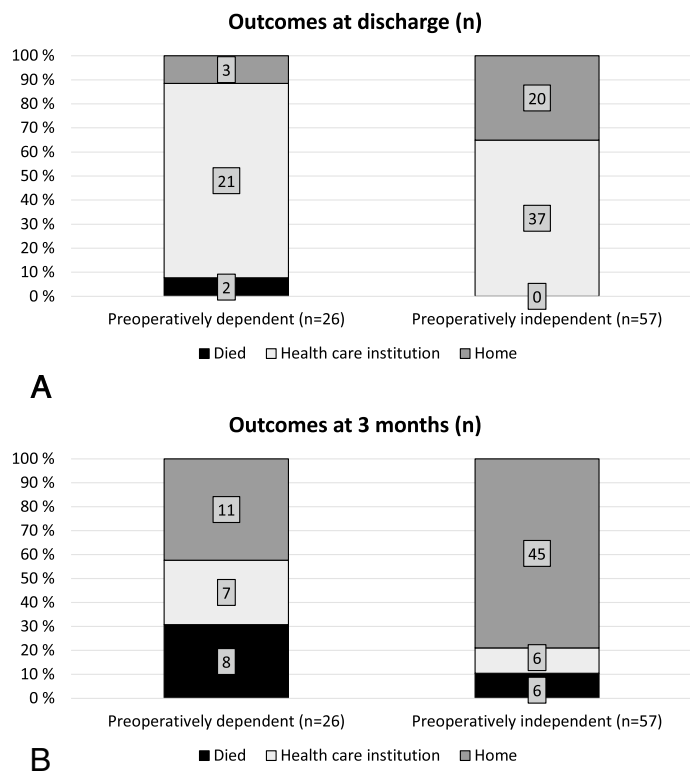 Outcomes at discharge (n)
100 %
90 %
80 %
70 %
60 %
50 %
40 %
30 %
20 %
10 %
0 %
3
21
2
20
37
0
Preoperatively dependent (n=26)
Preoperatively independent (n=57)
Died
Health care institution
Home
A
Outcomes at 3 months (n)
100 %
90 %
80 %
70 %
60 %
50 %
40 %
30 %
20 %
10 %
0 %
11
7
8
45
6
6
Preoperatively dependent (n=26)
Preoperatively independent (n=57)
Died
Health care institution
Home
B